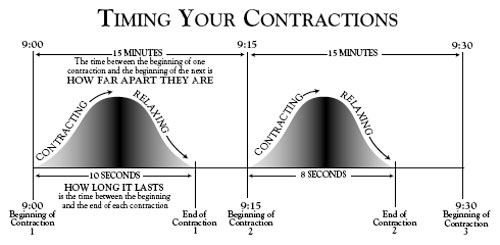 TIMING YOUR CONTRACTIONS
9:00
9:15
9:30
15 MINUTES
15 MINUTES
The time between the beginning of one
contraction and the beginning of the next is
HOW FAR APART THEY ARE
CONTRACTING
RELAXING
CONTRACTING
RELAXING
10 SECONDS
8 SECONDS
HOW LONG IT LASTS
is the time between the beginning
and the end of each contraction
9:00
Beginning of
Contraction
1
End of
Contraction
1
9:15
Beginning of
Contraction
2
End of
Contraction
2
9:30
Beginning of
Contraction
3